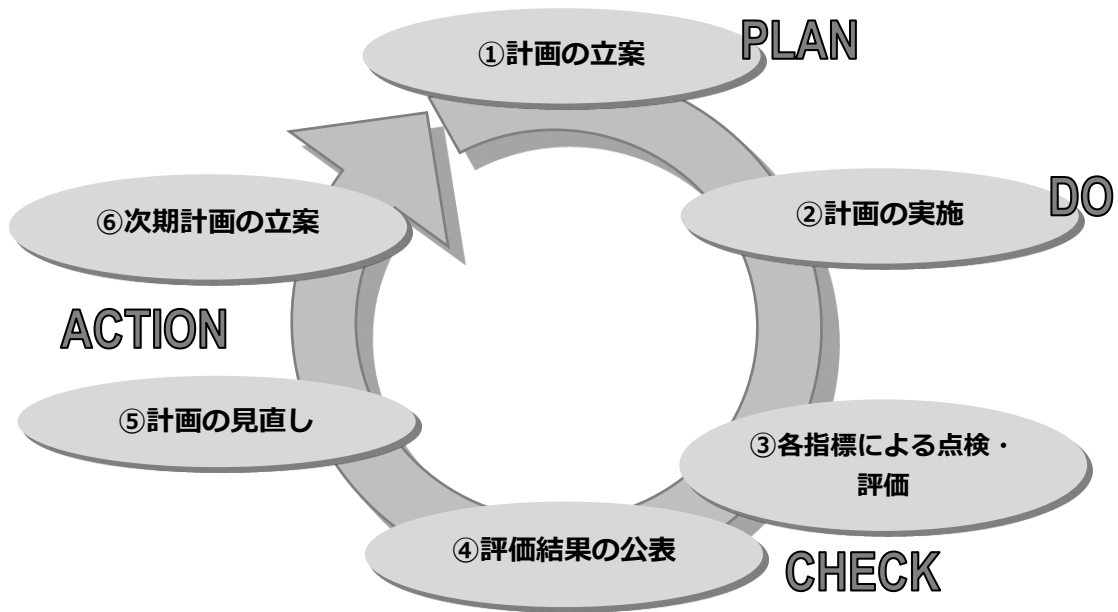 ①計画の立案
PLAN
②計画の実施
DO
③各指標による点検・
評価
CHECK
④評価結果の公表
⑤計画の見直し
ACTION
⑥次期計画の立案